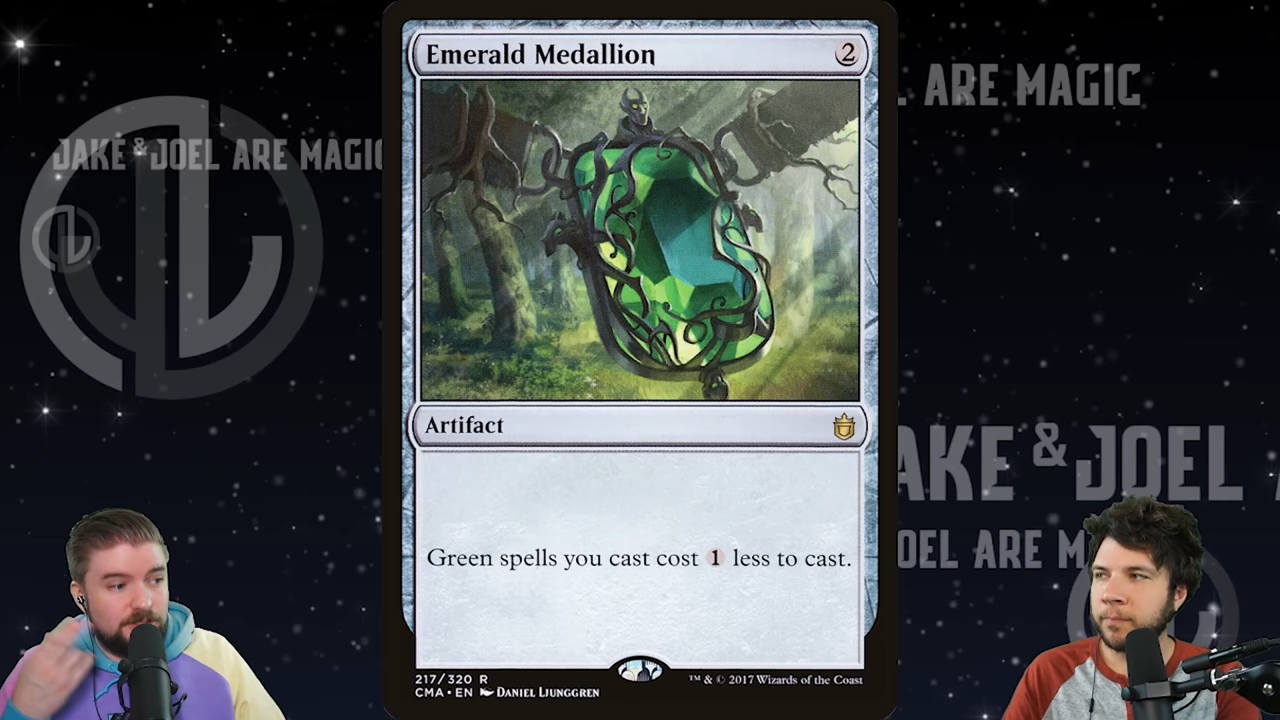 Emerald Medallion 2
L ARE MAGIC
JAKE & JOEL ARE MAGIC
Artifact
AKE & JOEL
Green spells you cast cost 1 less to cast.
OEL ARE M
217/320 R
CMA • EN Daniel Ljunggren
™ & © 2017 Wizards of the Coast